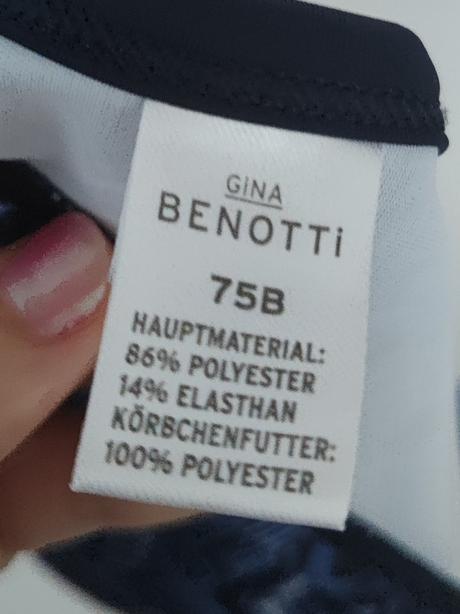 GiNA
BENOTTi
75B
HAUPTMATERIAL:
86% POLYESTER
14% ELASTHAN
KÖRBCHENFUTTER:
100% POLYESTER